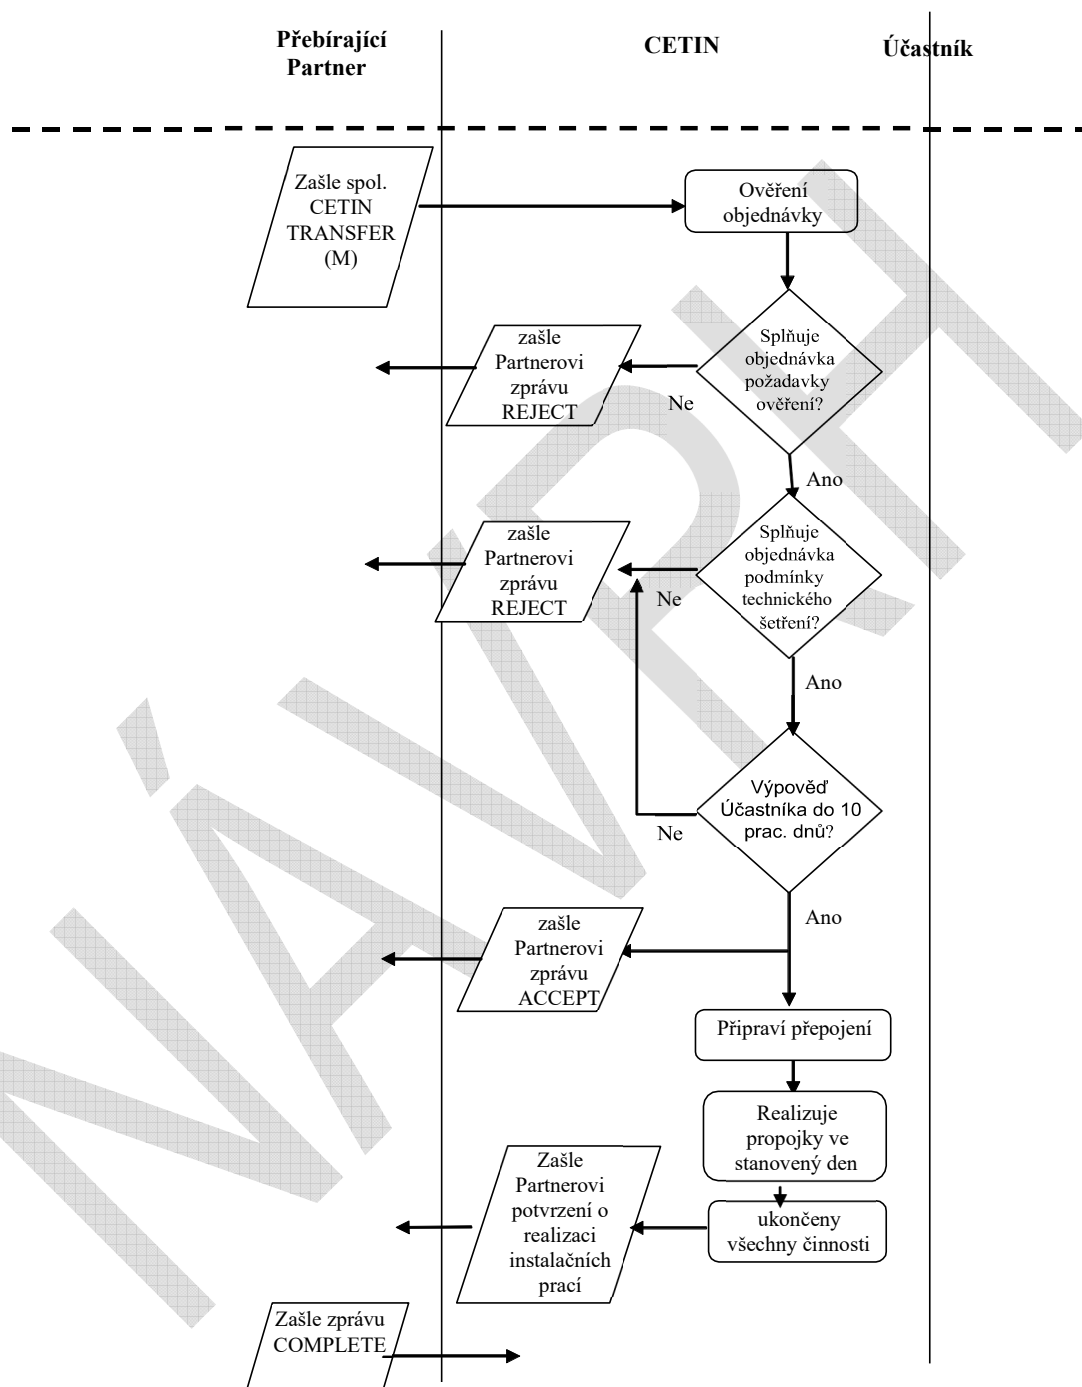 Přebírající
Partner
CETIN
Účastník
Zašle spol.
CETIN
TRANSFER
(M)
Ověření
objednávky
Splňuje
objednávka
požadavky
ověření?
zašle
Partnerovi
zprávu
REJECT
Ne
Ano
Splňuje
objednávka
podmínky
technického
šetření?
zašle
Partnerovi
zprávu
REJECT
Ne
Ano
Výpověď
Účastníka do 10
prac. dnů?
Ne
Ano
zašle
Partnerovi
zprávu
ACCEPT
Připraví přepojení
Realizuje
propojky ve
stanovený den
Zašle
Partnerovi
potvrzení o
realizaci
instalačních
prací
ukončeny
všechny činnosti
Zašle zprávu
COMPLETE
NÁVRH